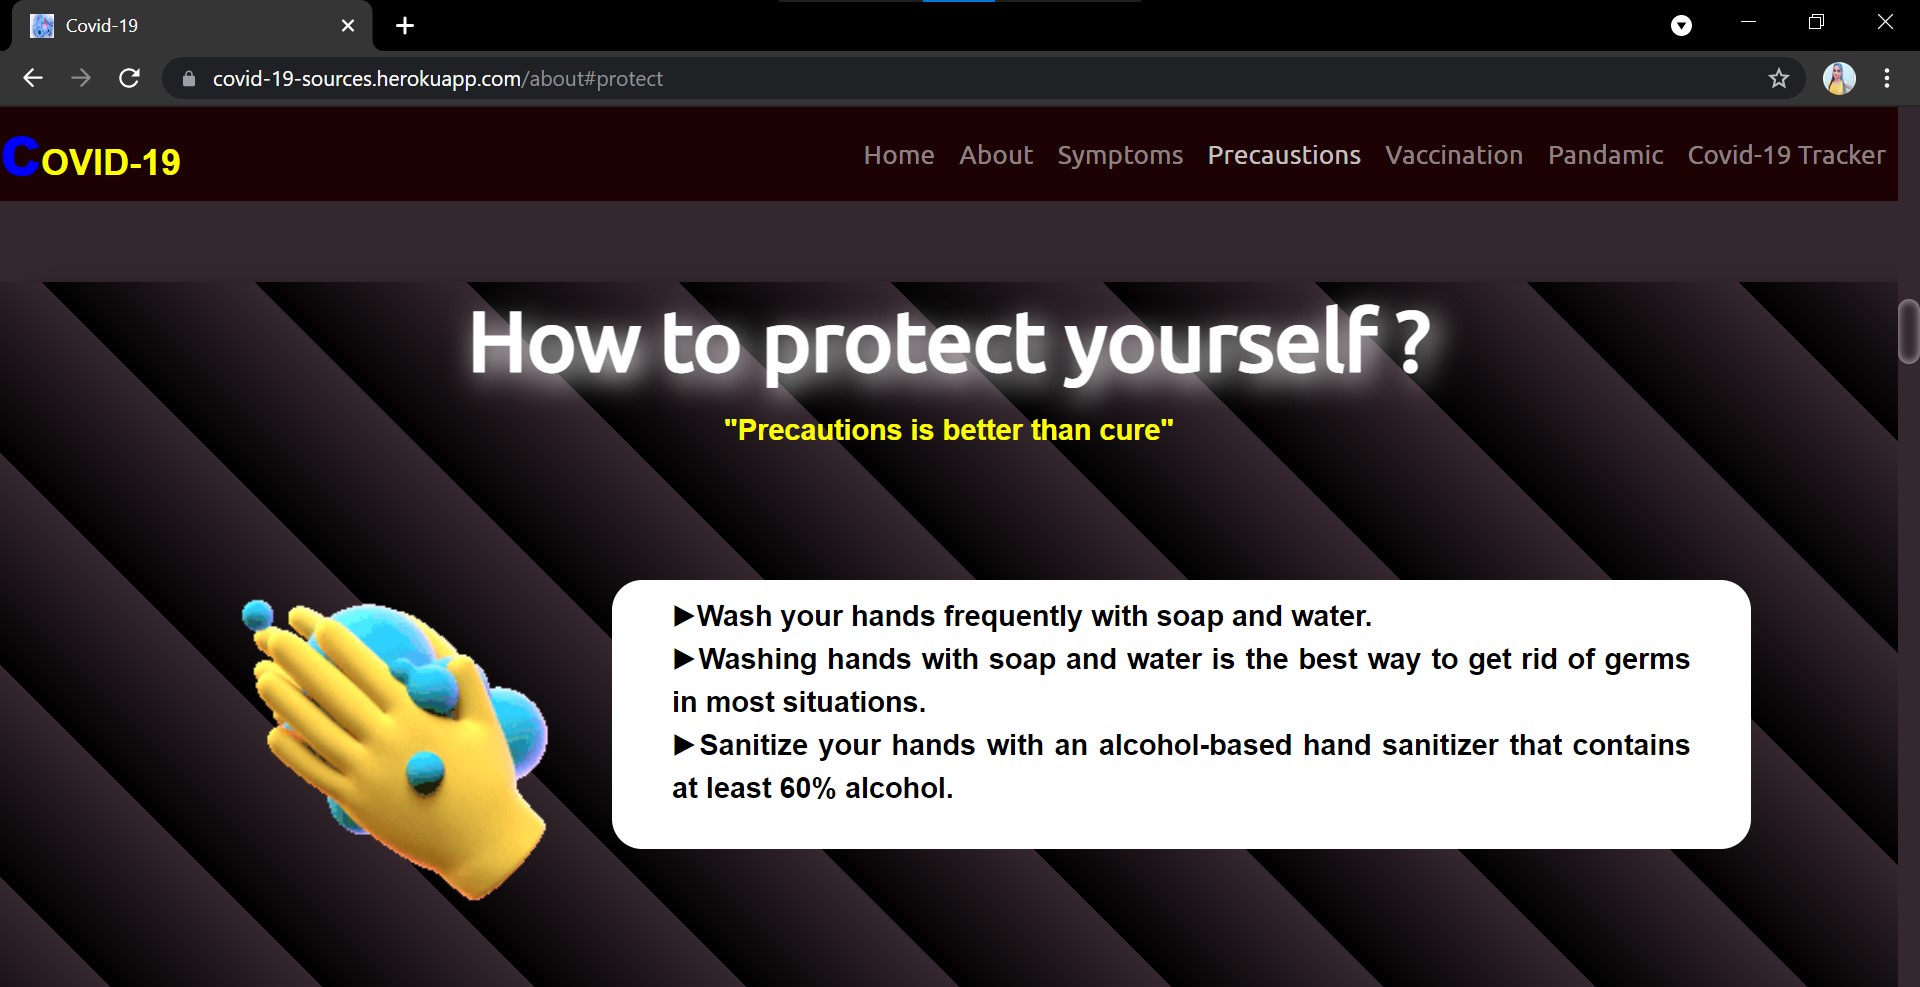 Covid-19
covid-19-sources.herokuapp.com/about#protect
COVID-19
Home About Symptoms Precaustions Vaccination Pandamic Covid-19 Tracker
How to protect yourself ?
"Precautions is better than cure"
►Wash your hands frequently with soap and water.
►Washing hands with soap and water is the best way to get rid of germs
in most situations.
►Sanitize your hands with an alcohol-based hand sanitizer that contains
at least 60% alcohol.